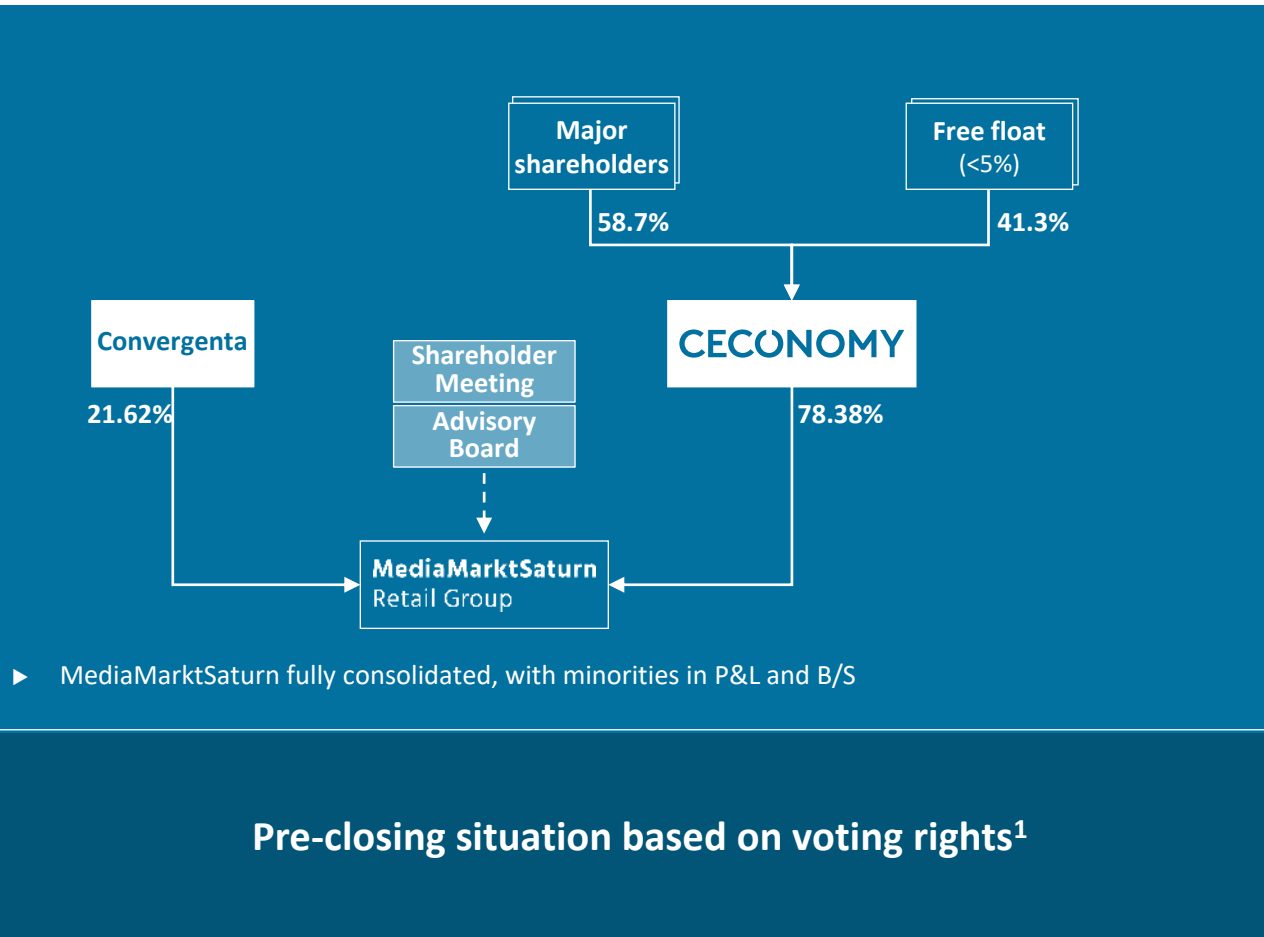 Major
shareholders
Free float
(<5%)
58.7%
41.3%
Convergenta
CECONOMY
Shareholder
Meeting
Advisory
Board
21.62%
78.38%
MediaMarktSaturn
Retail Group
▶ MediaMarktSaturn fully consolidated, with minorities in P&L and B/S
Pre-closing situation based on voting rights¹